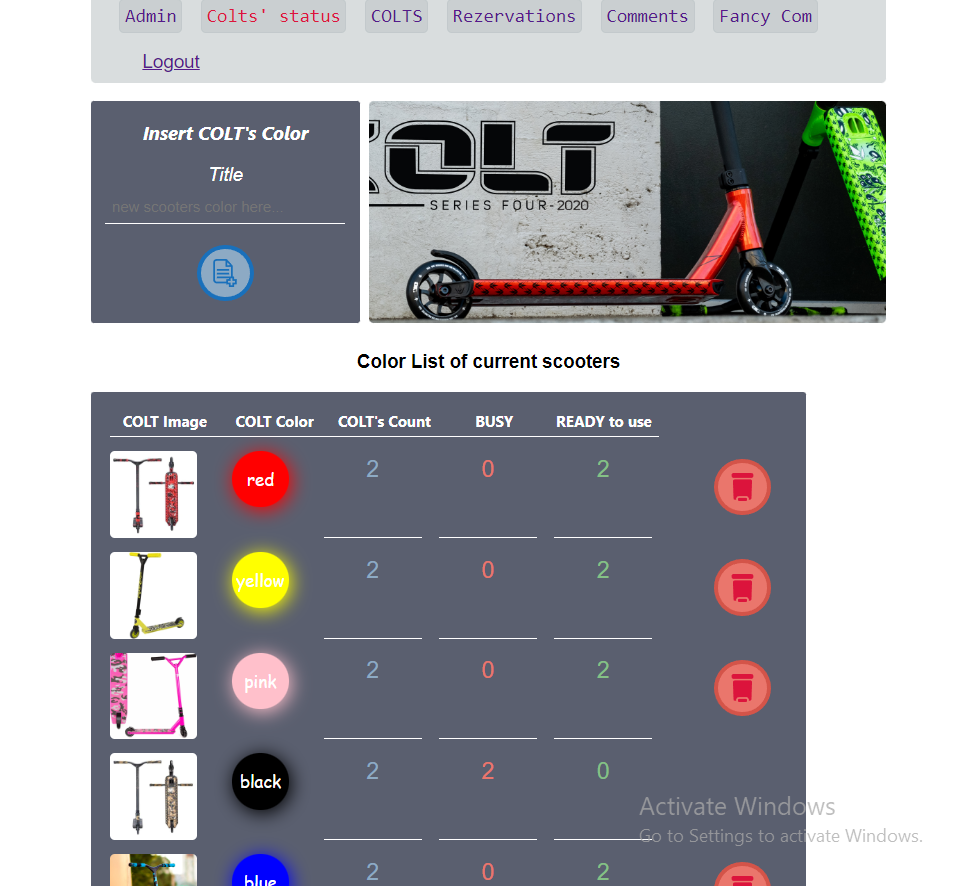 Admin Colts' status COLTS Rezervations Comments Fancy Com
Logout
Insert COLT's Color
Title
new scooters color here...
KOLT
SERIES FOUR-2020
Color List of current scooters
COLT Image COLT Color COLT's Count BUSY READY to use
red 2 0 2
yellow 2 0 2
pink 2 0 2
black 2 2 0
blue 2 0 2
Activate Windows
Go to Settings to activate Windows.